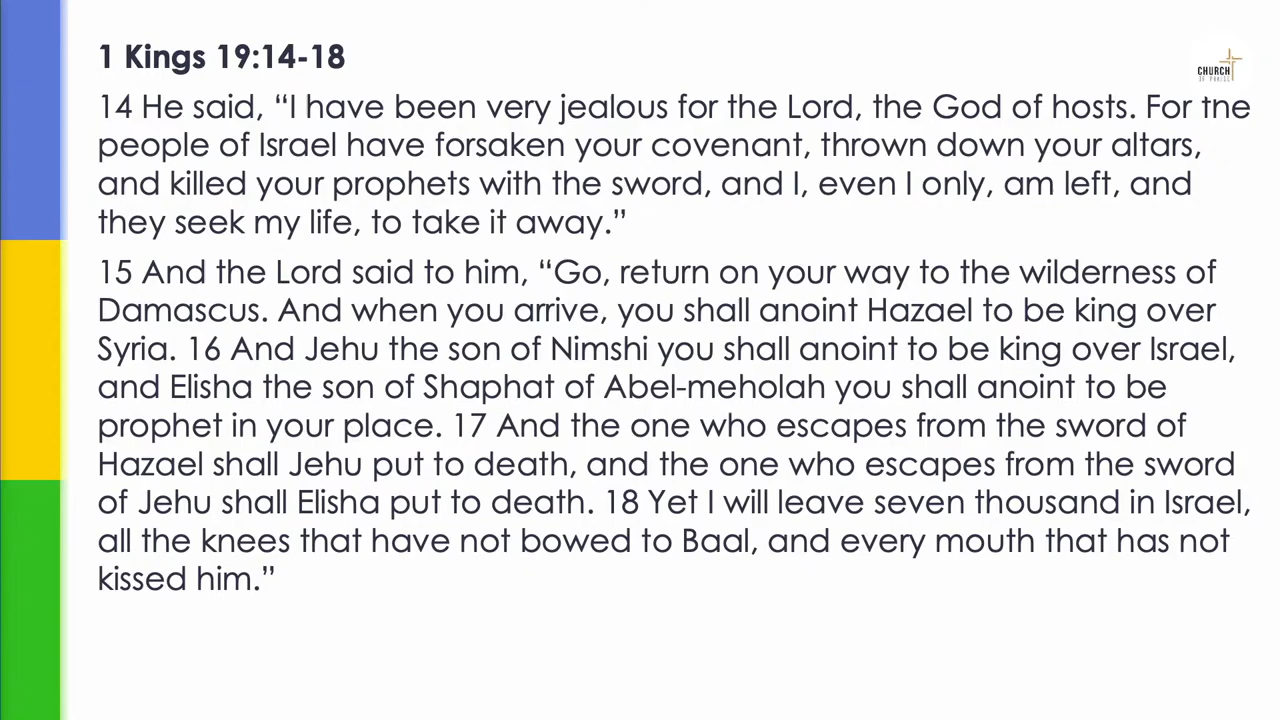 1 Kings 19:14-18
CHURCH
OF PRAISE
14 He said, “I have been very jealous for the Lord, the God of hosts. For the
people of Israel have forsaken your covenant, thrown down your altars,
and killed your prophets with the sword, and I, even I only, am left, and
they seek my life, to take it away.”
15 And the Lord said to him, “Go, return on your way to the wilderness of
Damascus. And when you arrive, you shall anoint Hazael to be king over
Syria. 16 And Jehu the son of Nimshi you shall anoint to be king over Israel,
and Elisha the son of Shaphat of Abel-meholah you shall anoint to be
prophet in your place. 17 And the one who escapes from the sword of
Hazael shall Jehu put to death, and the one who escapes from the sword
of Jehu shall Elisha put to death. 18 Yet I will leave seven thousand in Israel,
all the knees that have not bowed to Baal, and every mouth that has not
kissed him.”